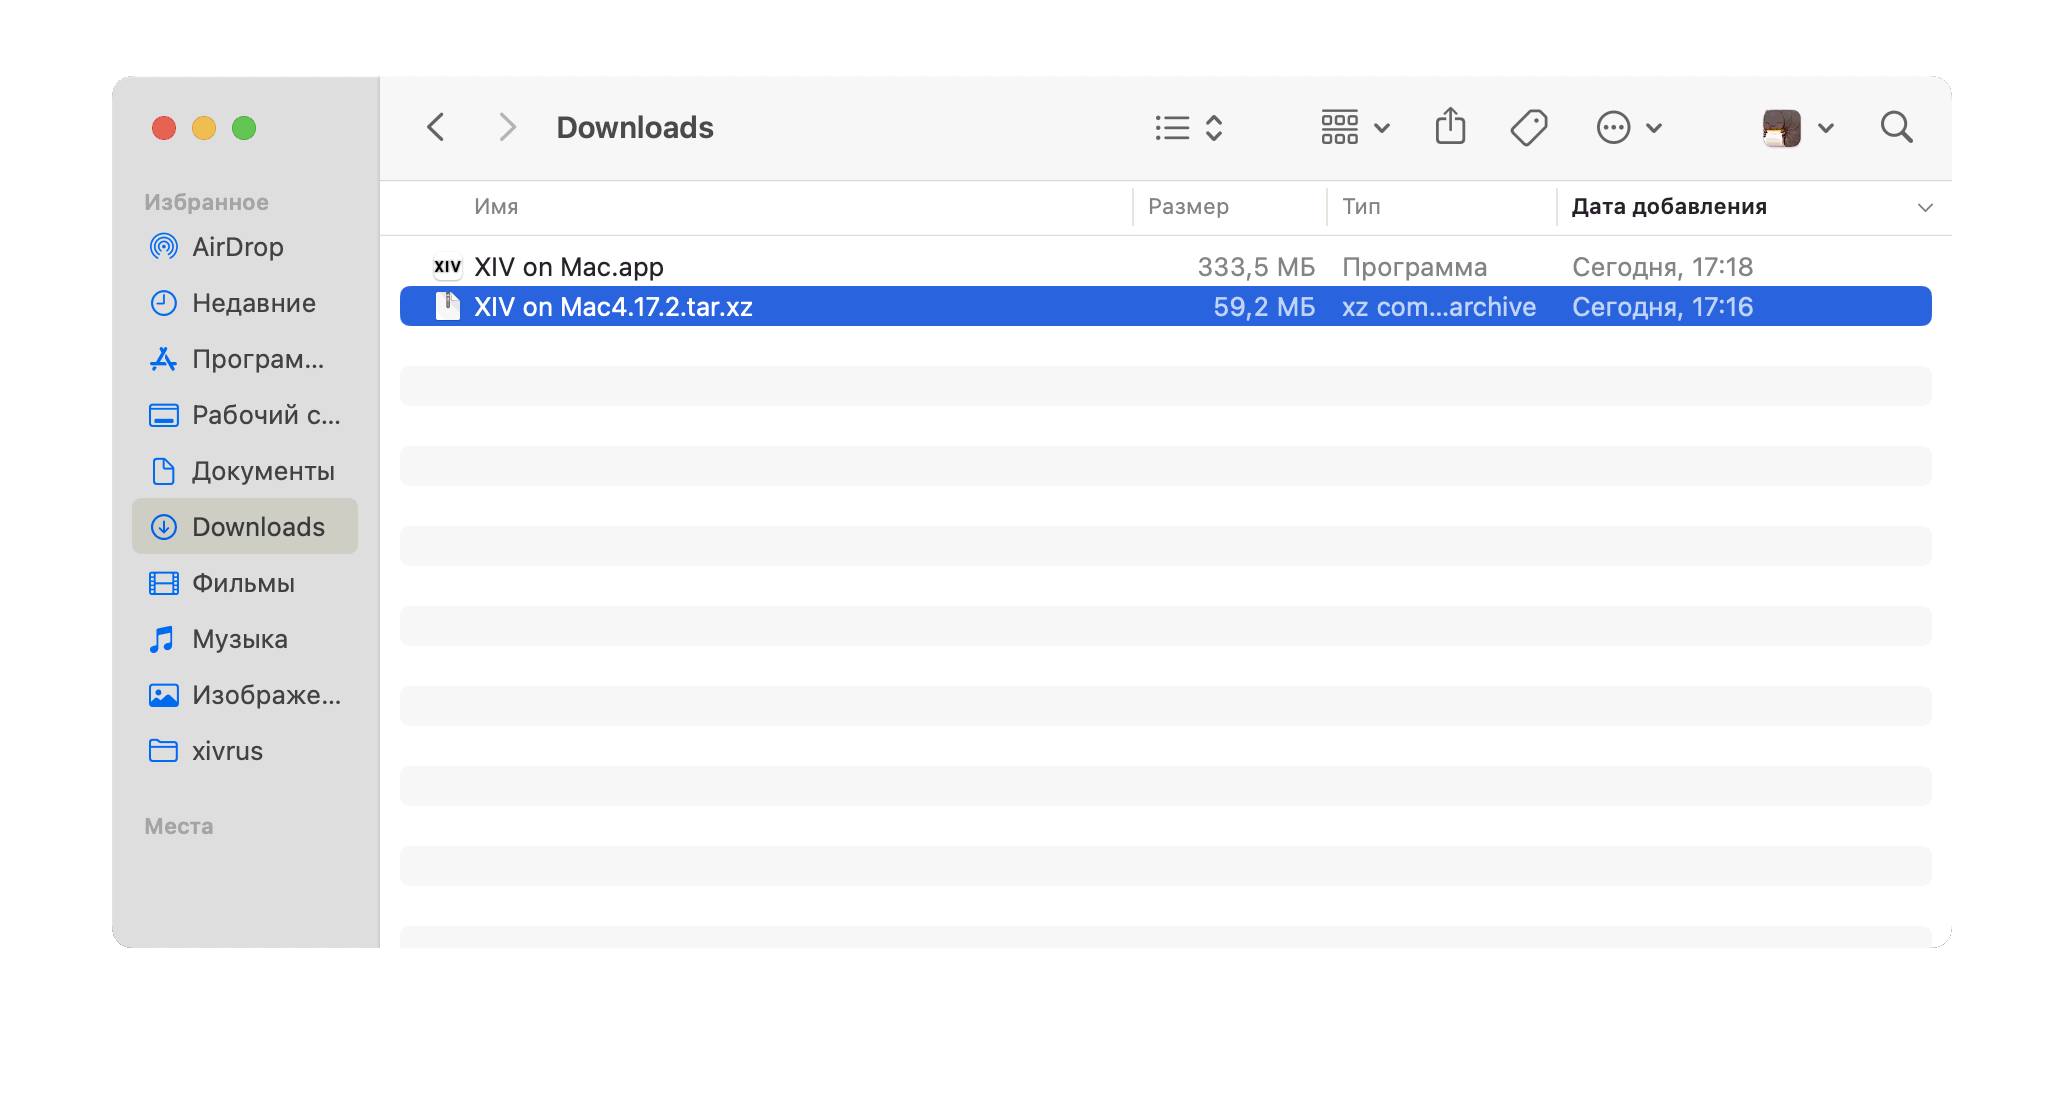 Downloads
Избранное
AirDrop
Недавние
Програм...
Рабочий с...
Документы
Downloads
Фильмы
Музыка
Изображе...
xivrus
Места
Имя Размер Тип Дата добавления
XIV XIV on Mac.app 333,5 МБ Программа Сегодня, 17:18
XIV on Mac4.17.2.tar.xz 59,2 МБ xz com...archive Сегодня, 17:16